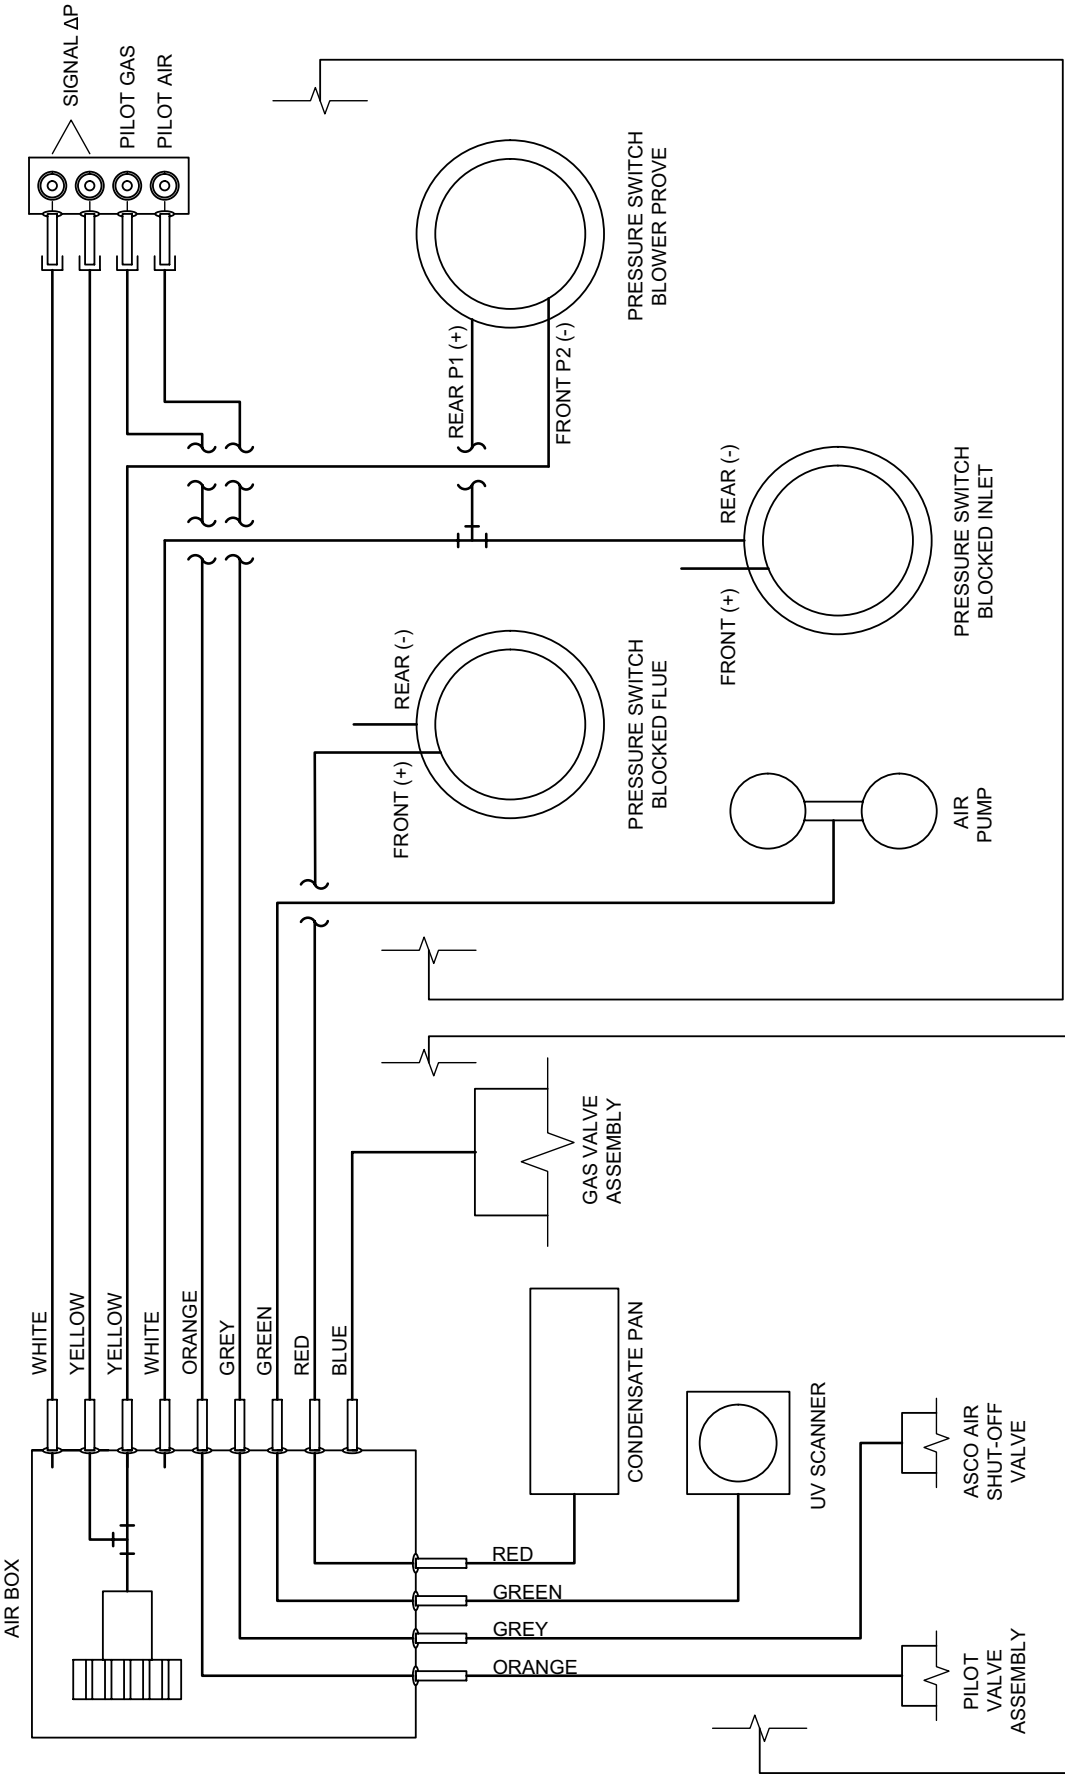 AIR BOX
WHITE
YELLOW
YELLOW
WHITE
ORANGE
GREY
GREEN
RED
BLUE
SIGNAL ΔP
PILOT GAS
PILOT AIR
RED
GREEN
GREY
ORANGE
GAS VALVE
ASSEMBLY
CONDENSATE PAN
UV SCANNER
PILOT
VALVE
ASSEMBLY
ASCO AIR
SHUT-OFF
VALVE
FRONT (+)
REAR (-)
PRESSURE SWITCH
BLOCKED FLUE
REAR P1 (+)
FRONT P2 (-)
PRESSURE SWITCH
BLOWER PROVE
FRONT (+)
REAR (-)
PRESSURE SWITCH
BLOCKED INLET
AIR
PUMP